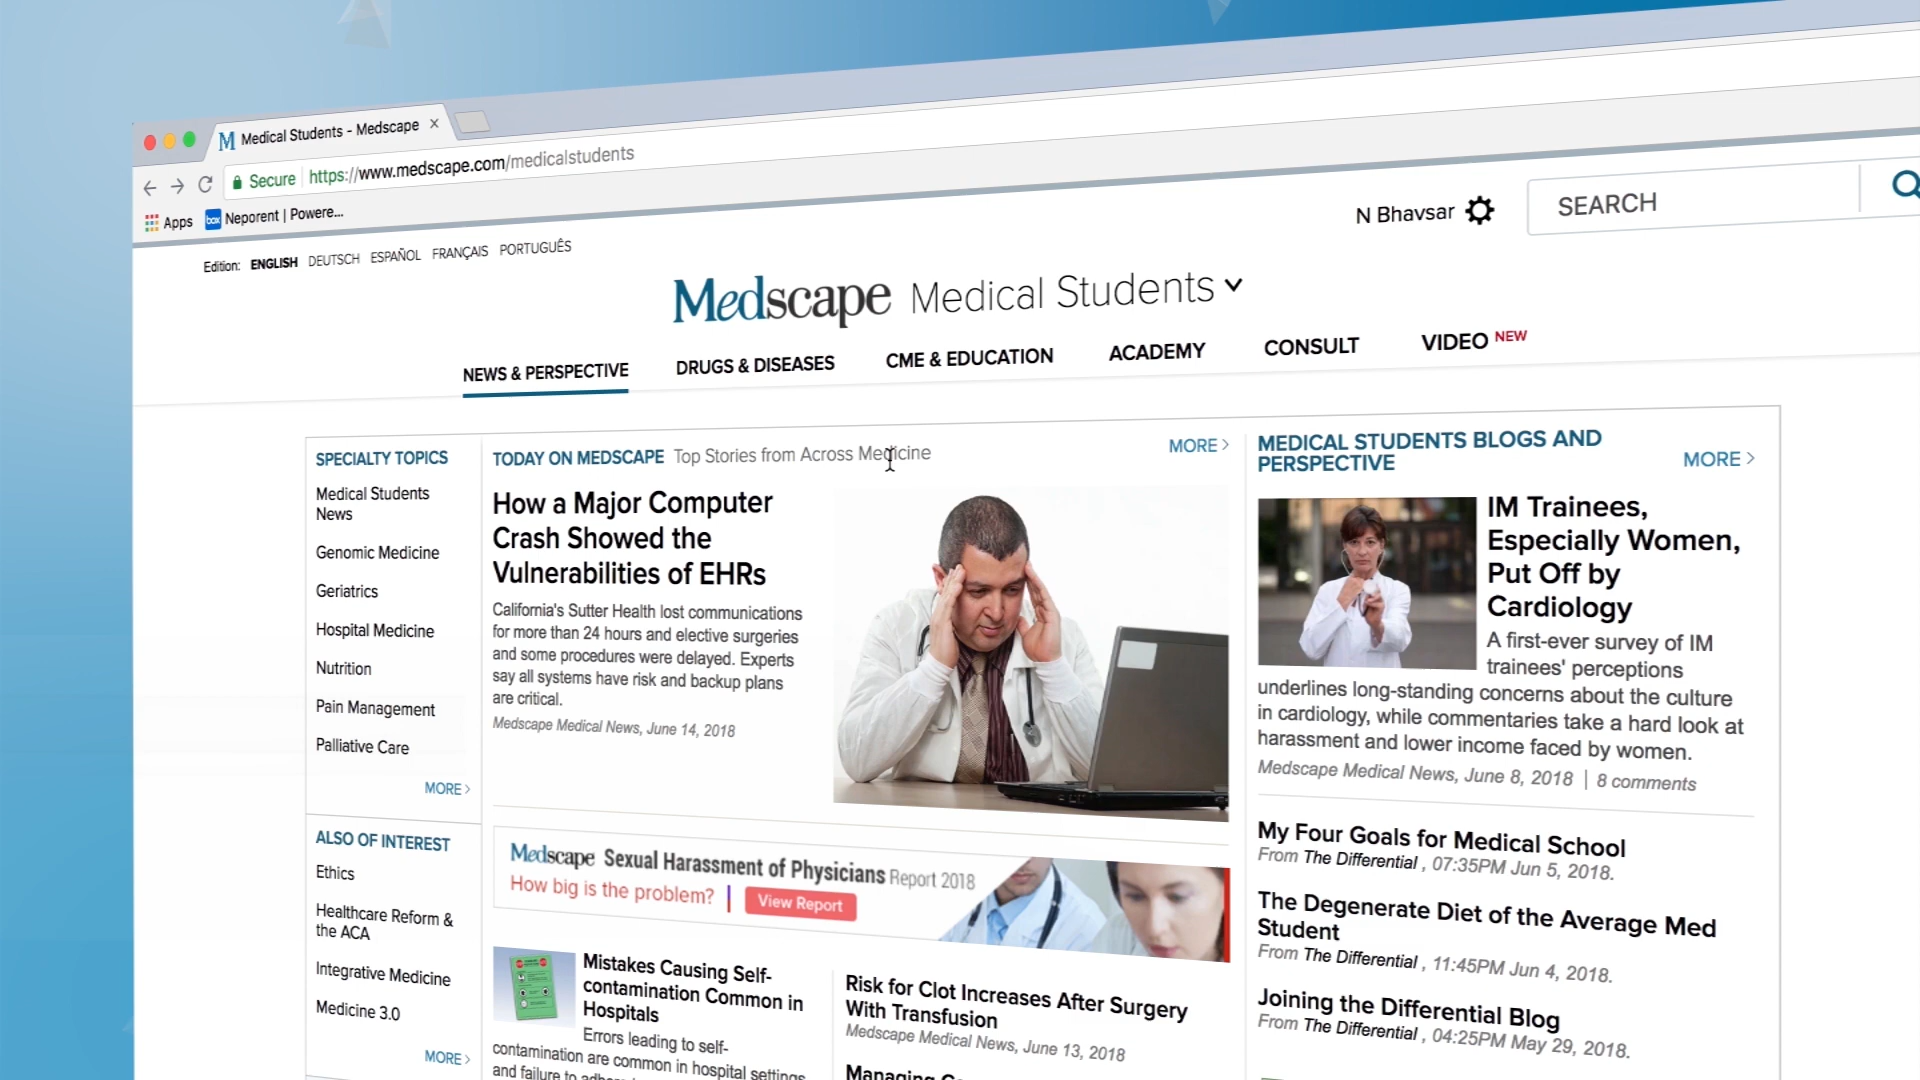 Medical Students - Medscape
Secure https://www.medscape.com/medicalstudents
Apps box Neporent | Powere...
N Bhavsar SEARCH
Edition: ENGLISH DEUTSCH ESPAÑOL FRANÇAIS PORTUGUÊS
Medscape Medical Students
NEWS & PERSPECTIVE DRUGS & DISEASES CME & EDUCATION ACADEMY CONSULT VIDEO NEW
SPECIALTY TOPICS
Medical Students
News
Genomic Medicine
Geriatrics
Hospital Medicine
Nutrition
Pain Management
Palliative Care
MORE
ALSO OF INTEREST
Ethics
Healthcare Reform &
the ACA
Integrative Medicine
Medicine 3.0
MORE
TODAY ON MEDSCAPE Top Stories from Across Medicine MORE
How a Major Computer
Crash Showed the
Vulnerabilities of EHRs
California's Sutter Health lost communications
for more than 24 hours and elective surgeries
and some procedures were delayed. Experts
say all systems have risk and backup plans
are critical.
Medscape Medical News, June 14, 2018
Medscape Sexual Harassment of Physicians Report 2018
How big is the problem? View Report
Mistakes Causing Self-
contamination Common in
Hospitals
Errors leading to self-
contamination are common in hospital settings
and failure to
Risk for Clot Increases After Surgery
With Transfusion
Medscape Medical News, June 13, 2018
Managing
MEDICAL STUDENTS BLOGS AND
PERSPECTIVE
MORE
IM Trainees,
Especially Women,
Put Off by
Cardiology
A first-ever survey of IM
trainees' perceptions
underlines long-standing concerns about the culture
in cardiology, while commentaries take a hard look at
harassment and lower income faced by women.
Medscape Medical News, June 8, 2018 | 8 comments
My Four Goals for Medical School
From The Differential , 07:35PM Jun 5, 2018.
The Degenerate Diet of the Average Med
Student
From The Differential , 11:45PM Jun 4, 2018.
Joining the Differential Blog
From The Differential , 04:25PM May 29, 2018.